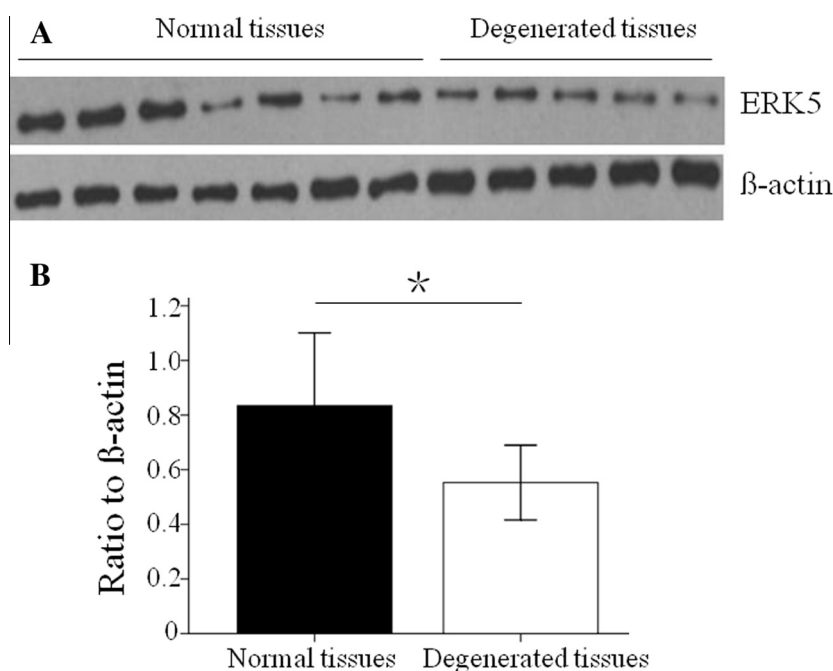 A
Normal tissues
Degenerated tissues
ERK5
ß-actin
B
*
Ratio to ß-actin
1.2
1.0
0.8
0.6
0.4
0.2
0
Normal tissues
Degenerated tissues